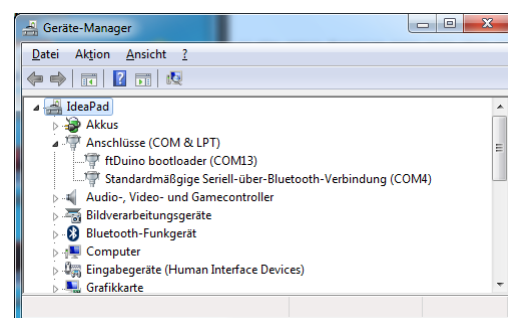 Geräte-Manager
Datei Aktion Ansicht ?
IdeaPad
Akkus
Anschlüsse (COM & LPT)
ftDuino bootloader (COM13)
Standardmäßgige Seriell-über-Bluetooth-Verbindung (COM4)
Audio-, Video- und Gamecontroller
Bildverarbeitungsgeräte
Bluetooth-Funkgerät
Computer
Eingabegeräte (Human Interface Devices)
Grafikkarte